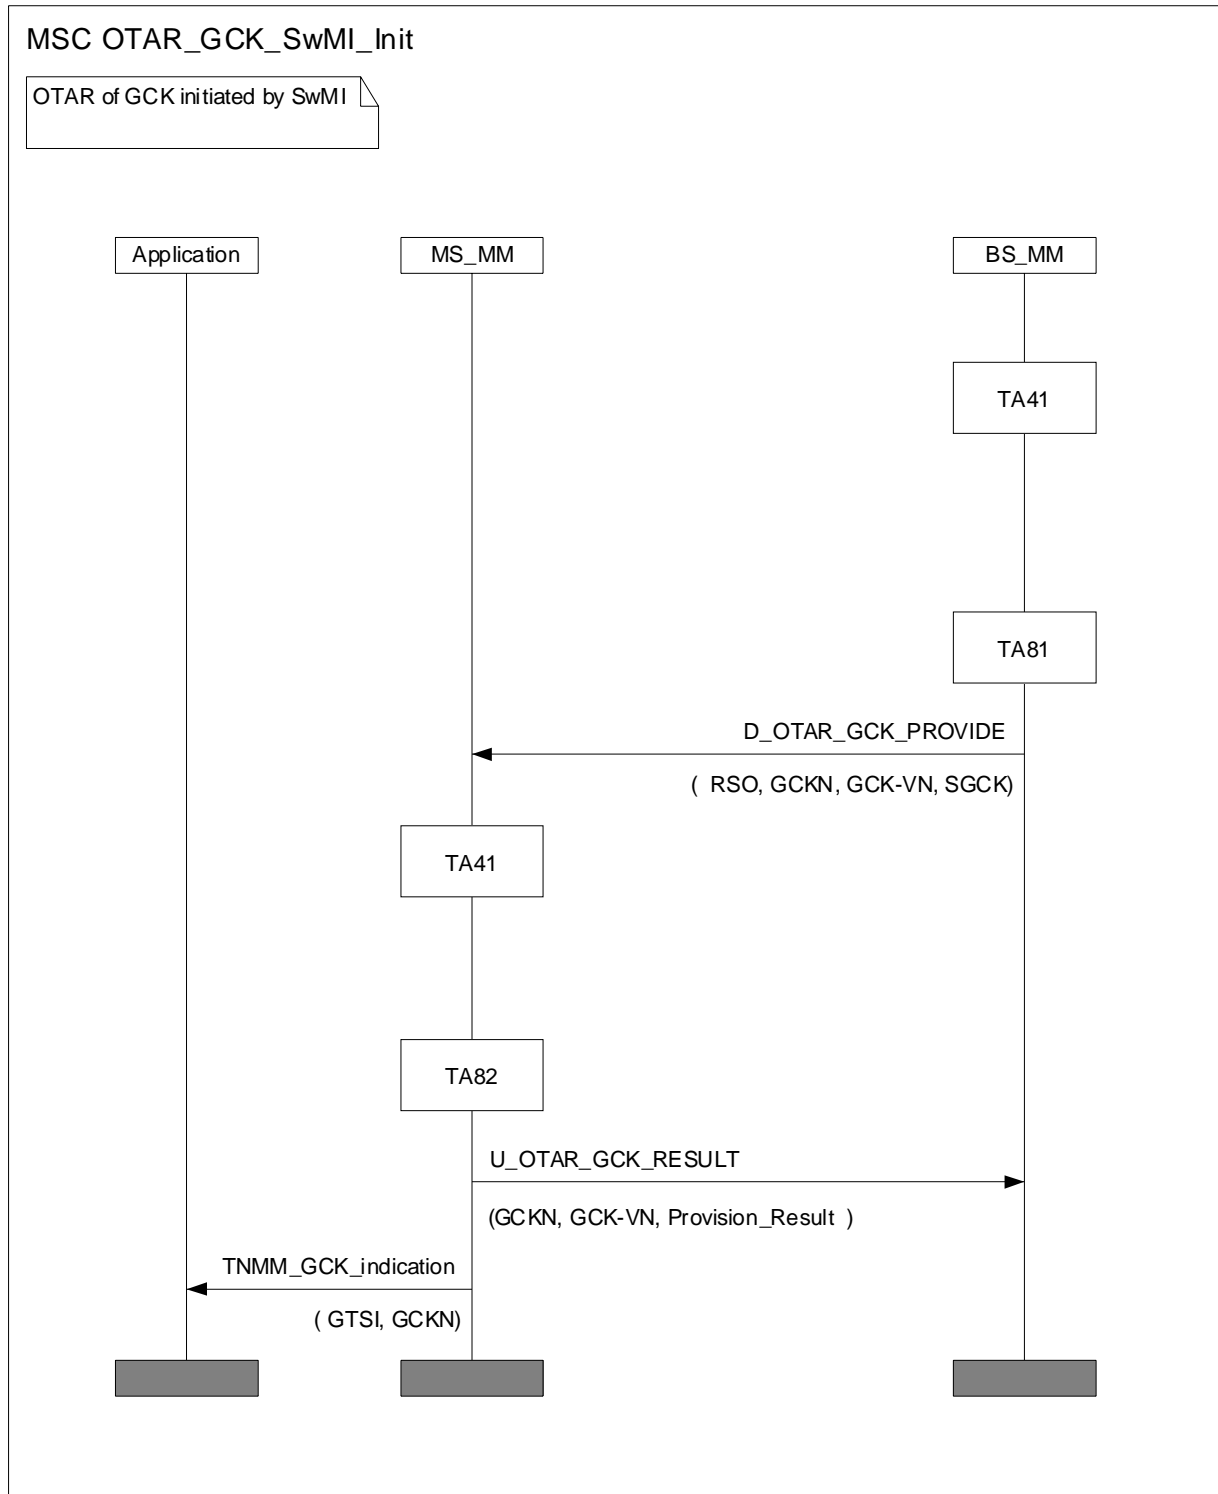 MSC OTAR_GCK_SwMI_Init
OTAR of GCK initiated by SwMI
Application
MS_MM
BS_MM
TA41
TA81
D_OTAR_GCK_PROVIDE
( RSO, GCKN, GCK-VN, SGCK)
TA41
TA82
U_OTAR_GCK_RESULT
(GCKN, GCK-VN, Provision_Result )
TNMM_GCK_indication
( GTSI, GCKN)